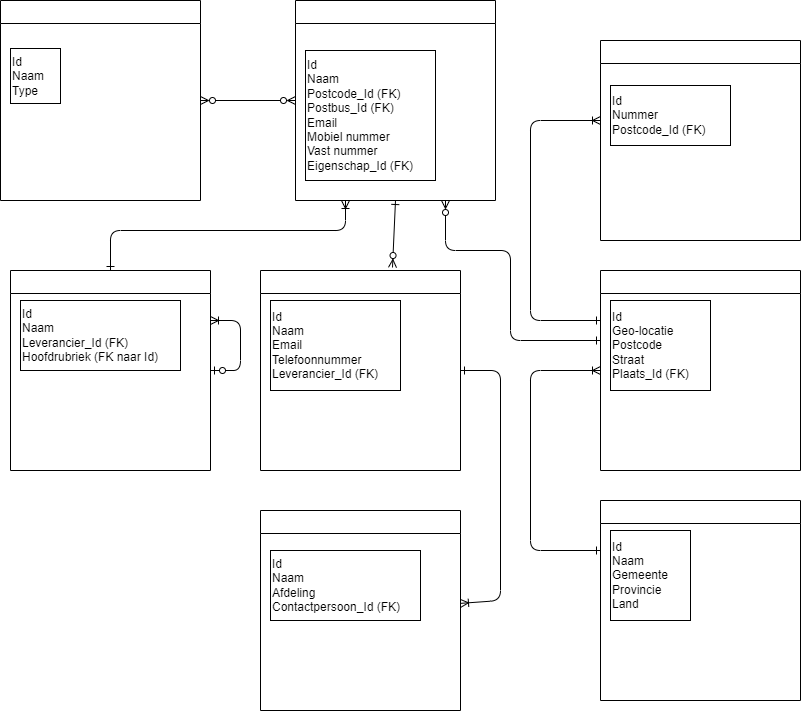 Id
Naam
Type
Id
Naam
Postcode_Id (FK)
Postbus_Id (FK)
Email
Mobiel nummer
Vast nummer
Eigenschap_Id (FK)
Id
Nummer
Postcode_Id (FK)
Id
Naam
Leverancier_Id (FK)
Hoofdrubriek (FK naar Id)
Id
Naam
Email
Telefoonnummer
Leverancier_Id (FK)
Id
Geo-locatie
Postcode
Straat
Plaats_Id (FK)
Id
Naam
Afdeling
Contactpersoon_Id (FK)
Id
Naam
Gemeente
Provincie
Land